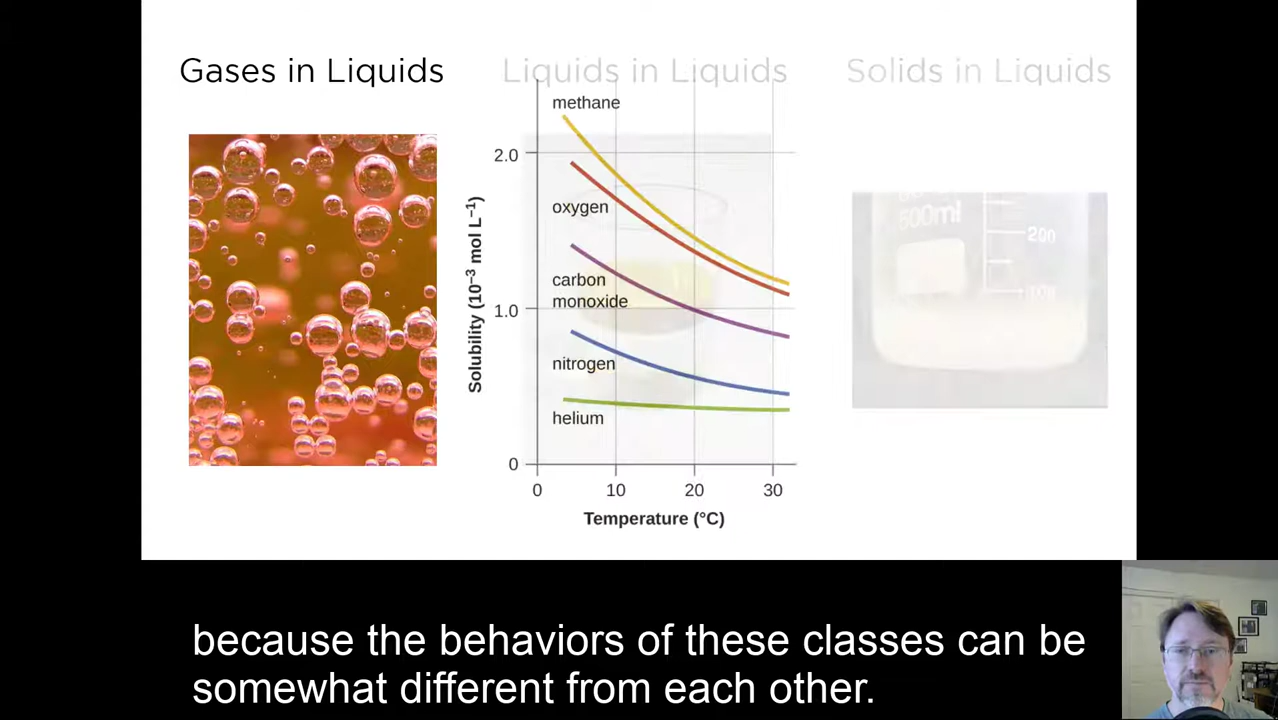 Gases in Liquids
Liquids in Liquids
Solids in Liquids
methane
2.0
oxygen
carbon
monoxide
1.0
nitrogen
helium
0
0 10 20 30
Temperature (°C)
Solubility (10⁻³ mol L⁻¹)
500ml
200
because the behaviors of these classes can be
somewhat different from each other.